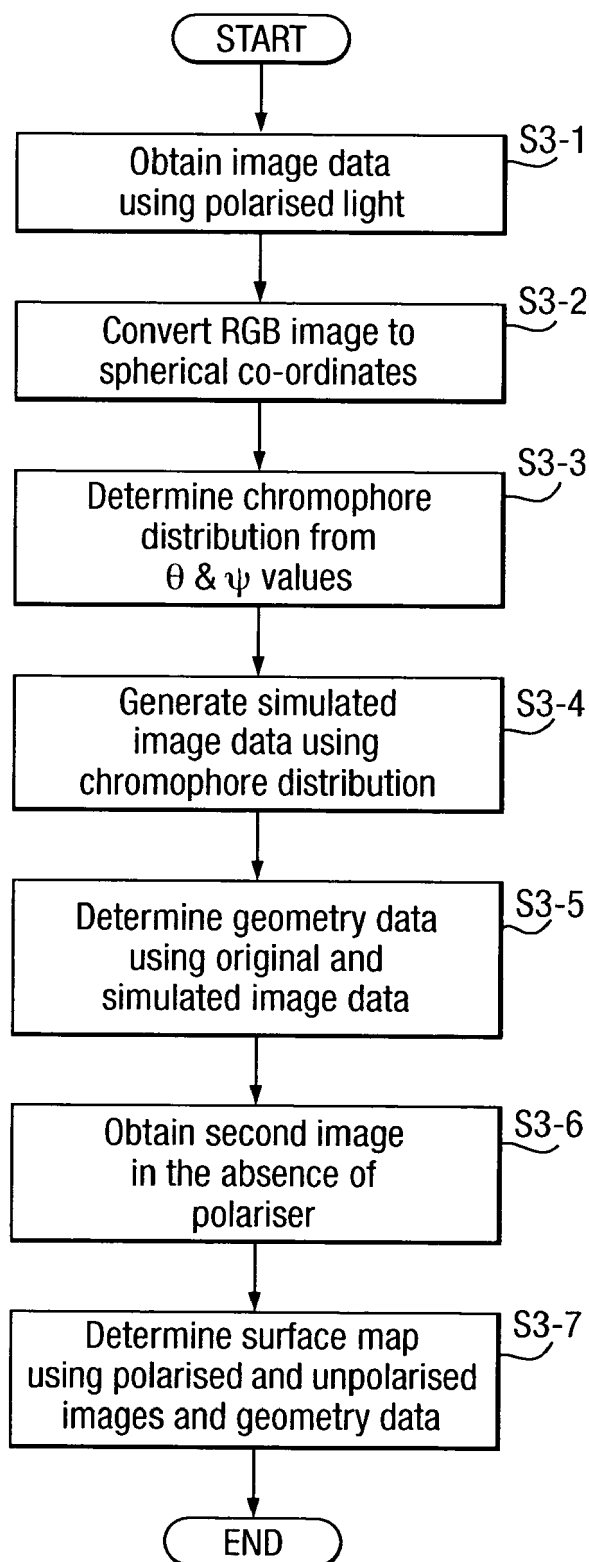 START
S3-1
Obtain image data
using polarised light
S3-2
Convert RGB image to
spherical co-ordinates
S3-3
Determine chromophore
distribution from
θ & ψ values
S3-4
Generate simulated
image data using
chromophore distribution
S3-5
Determine geometry data
using original and
simulated image data
S3-6
Obtain second image
in the absence of
polariser
S3-7
Determine surface map
using polarised and unpolarised
images and geometry data
END